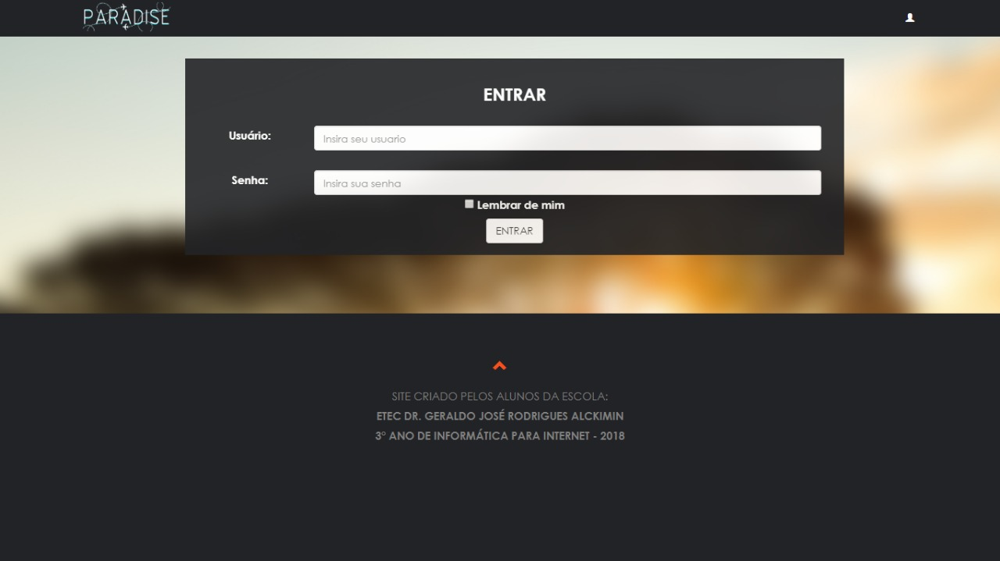 PARADISE
ENTRAR
Usuário:
Insira seu usuario
Senha:
Insira sua senha
Lembrar de mim
ENTRAR
SITE CRIADO PELOS ALUNOS DA ESCOLA:
ETEC DR. GERALDO JOSÉ RODRIGUES ALCKIMIN
3º ANO DE INFORMÁTICA PARA INTERNET - 2018